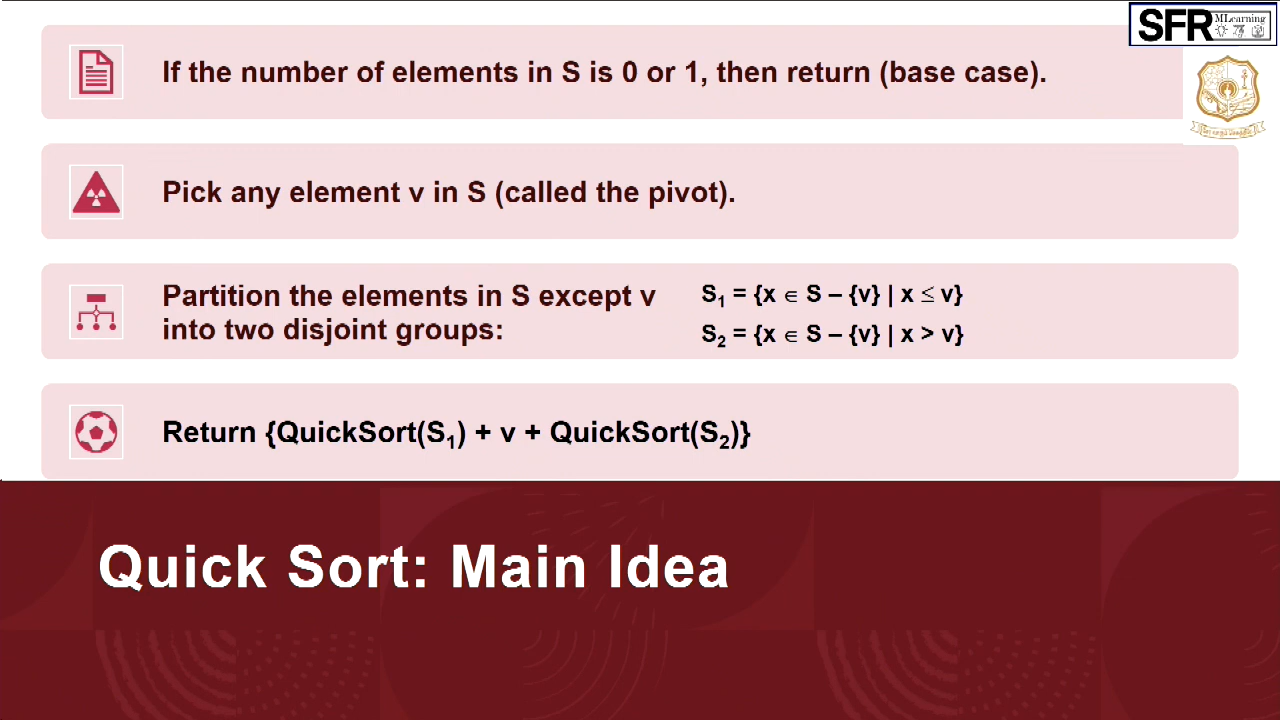 SFR MLearning
If the number of elements in S is 0 or 1, then return (base case).
Pick any element v in S (called the pivot).
Partition the elements in S except v
into two disjoint groups:
S₁ = {x ∈ S – {v} | x ≤ v}
S₂ = {x ∈ S – {v} | x > v}
Return {QuickSort(S₁) + v + QuickSort(S₂)}
Quick Sort: Main Idea